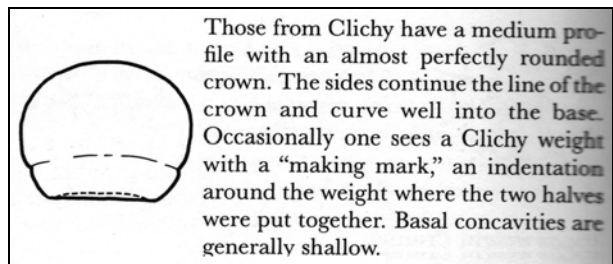 Those from Clichy have a medium pro-
file with an almost perfectly rounded
crown. The sides continue the line of the
crown and curve well into the base.
Occasionally one sees a Clichy weight
with a “making mark,” an indentation
around the weight where the two halves
were put together. Basal concavities are
generally shallow.